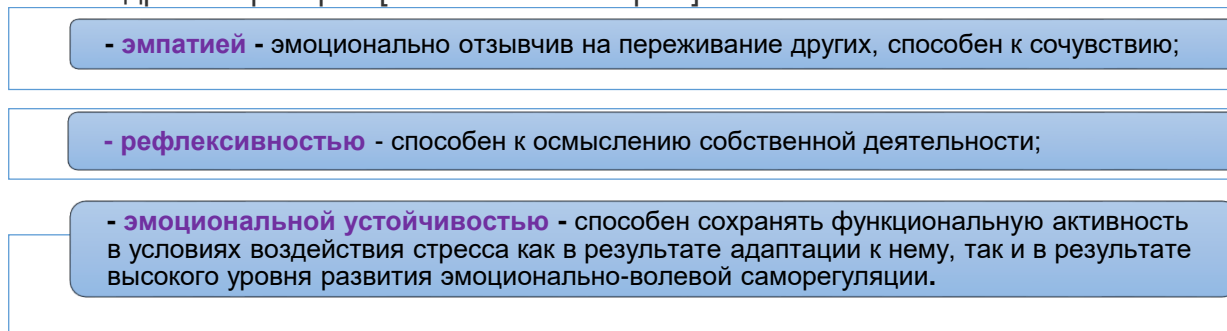 - эмпатией - эмоционально отзывчив на переживание других, способен к сочувствию;
- рефлексивностью - способен к осмыслению собственной деятельности;
- эмоциональной устойчивостью - способен сохранять функциональную активность
в условиях воздействия стресса как в результате адаптации к нему, так и в результате
высокого уровня развития эмоционально-волевой саморегуляции.